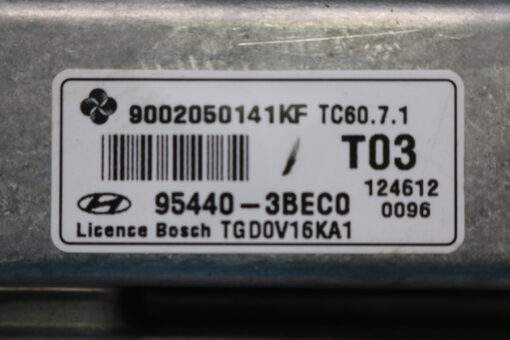 9002050141KF TC60.7.1
T03
95440-3BEC0
124612
0096
Licence Bosch TGD0V16KA1